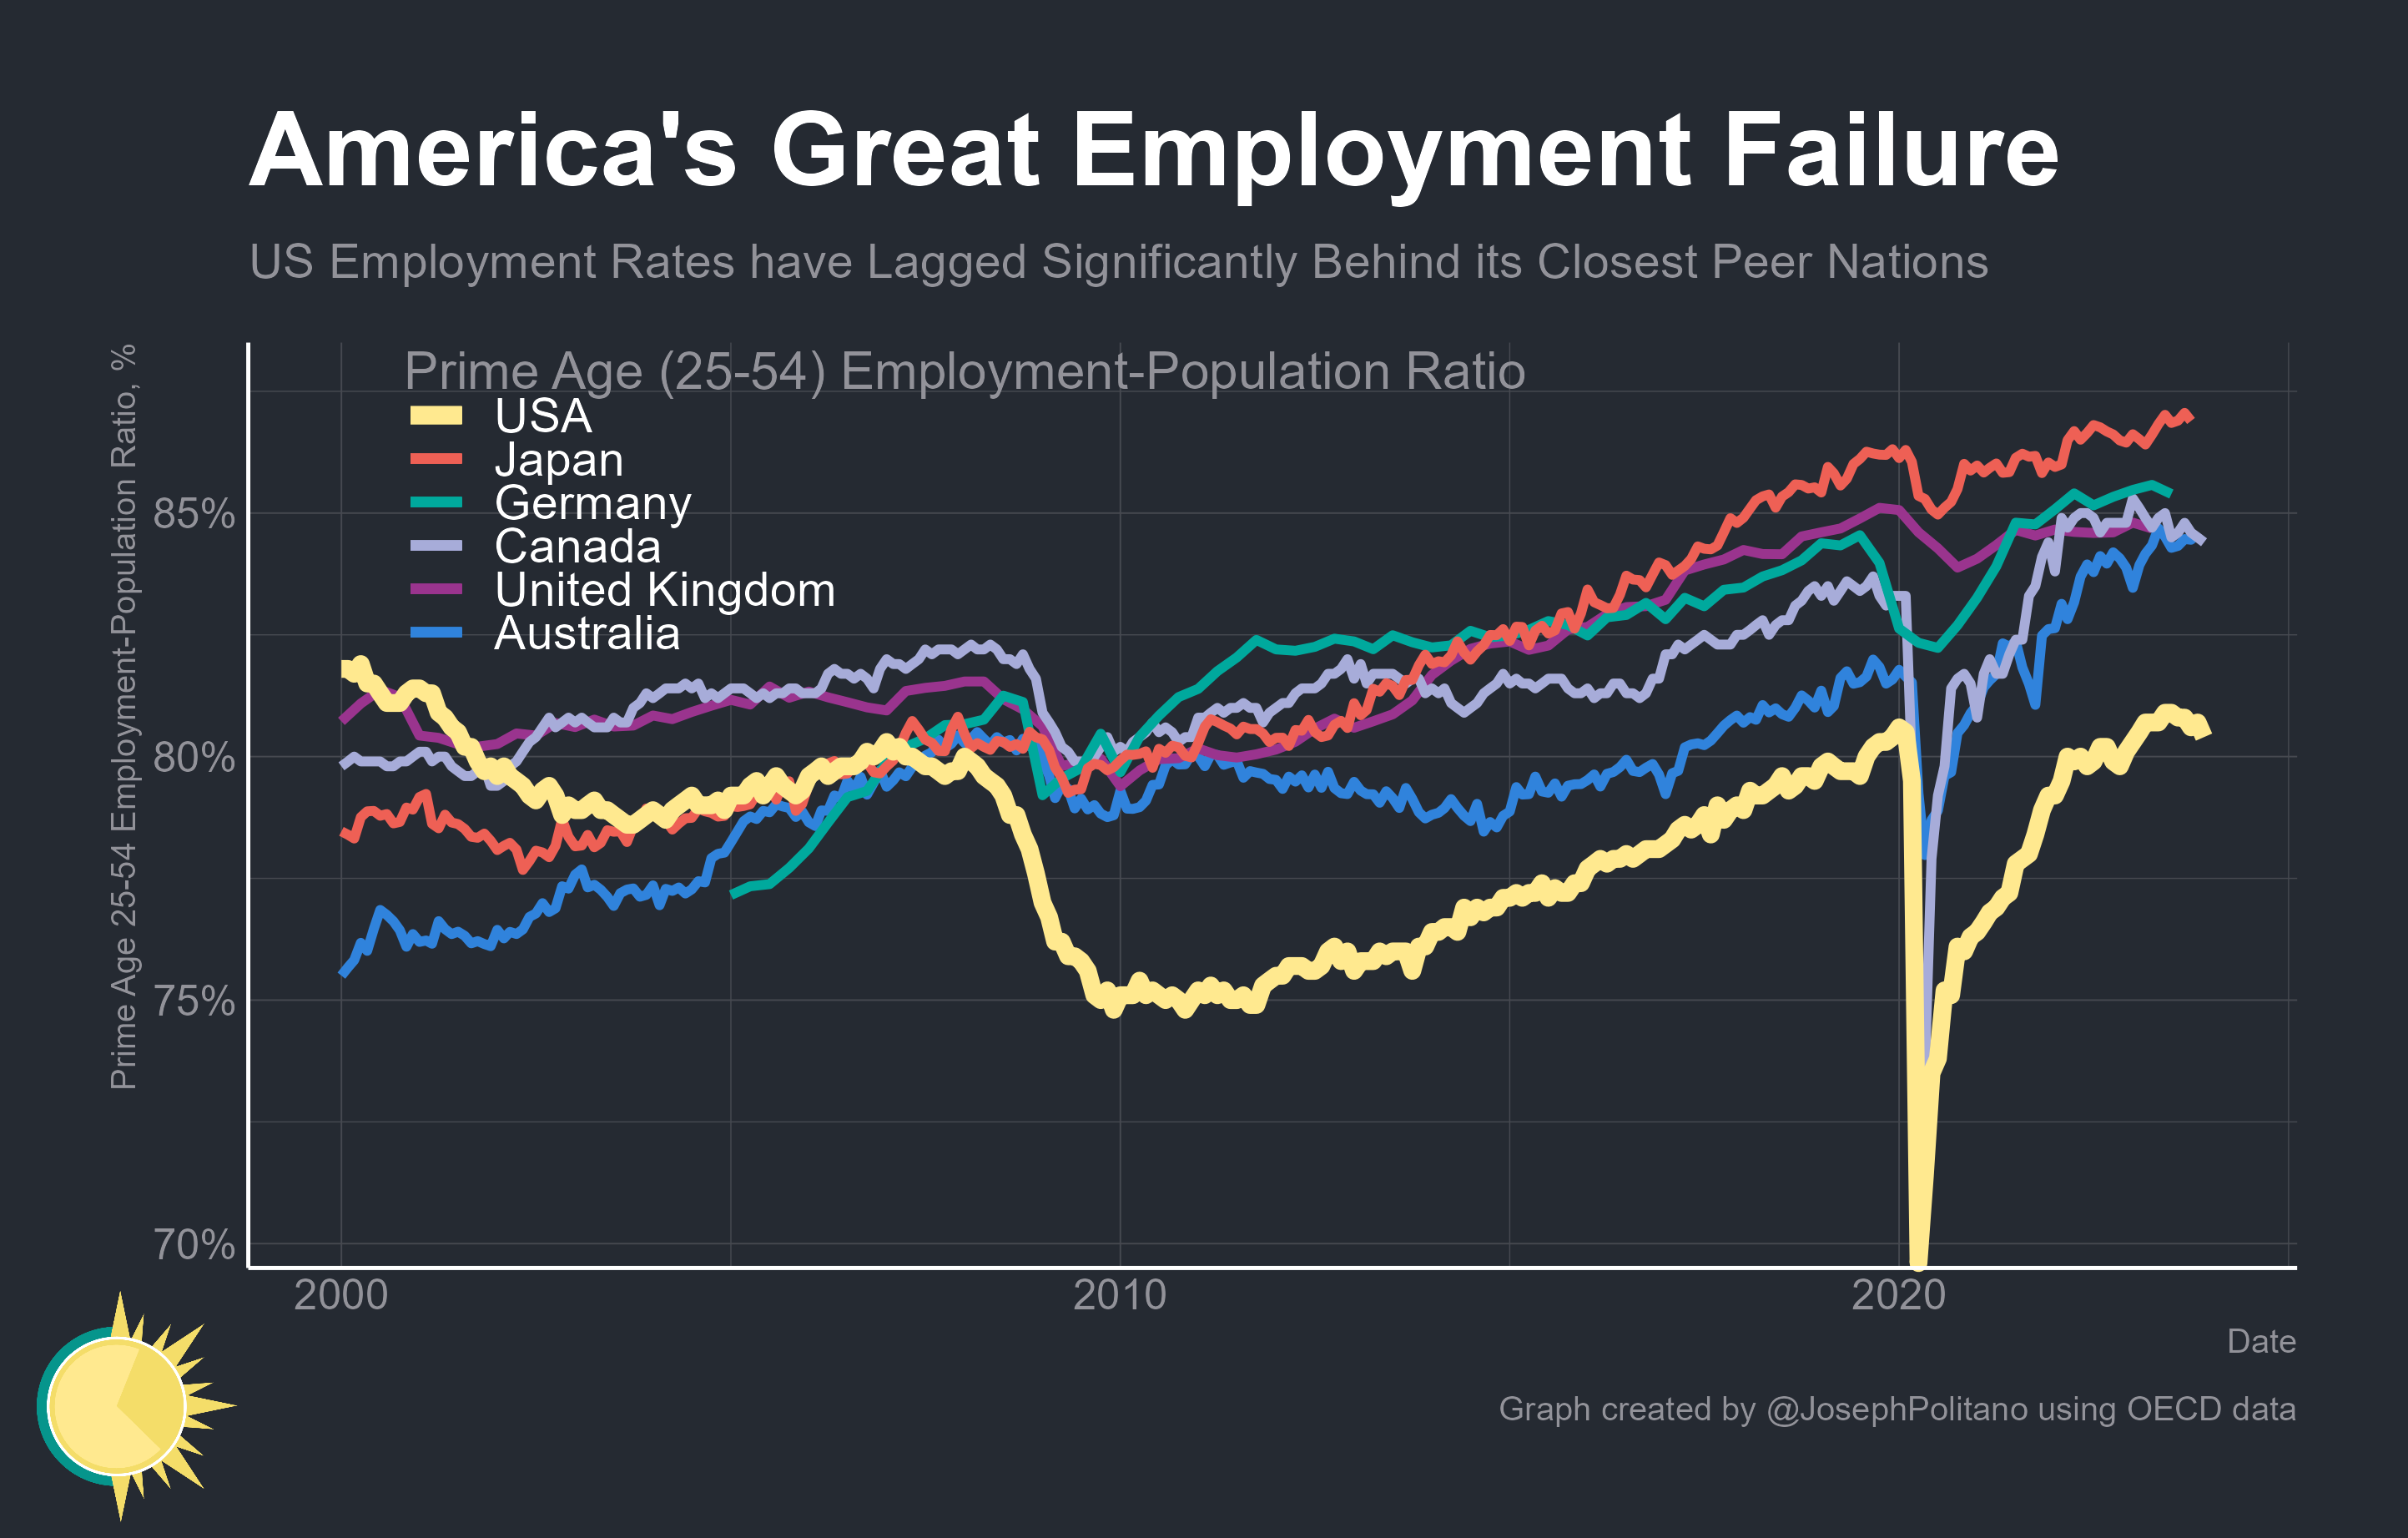 America's Great Employment Failure
US Employment Rates have Lagged Significantly Behind its Closest Peer Nations
Prime Age 25-54 Employment-Population Ratio, %
Prime Age (25-54) Employment-Population Ratio
USA
Japan
Germany
Canada
United Kingdom
Australia
85%
80%
75%
70%
2000
2010
2020
Date
Graph created by @JosephPolitano using OECD data